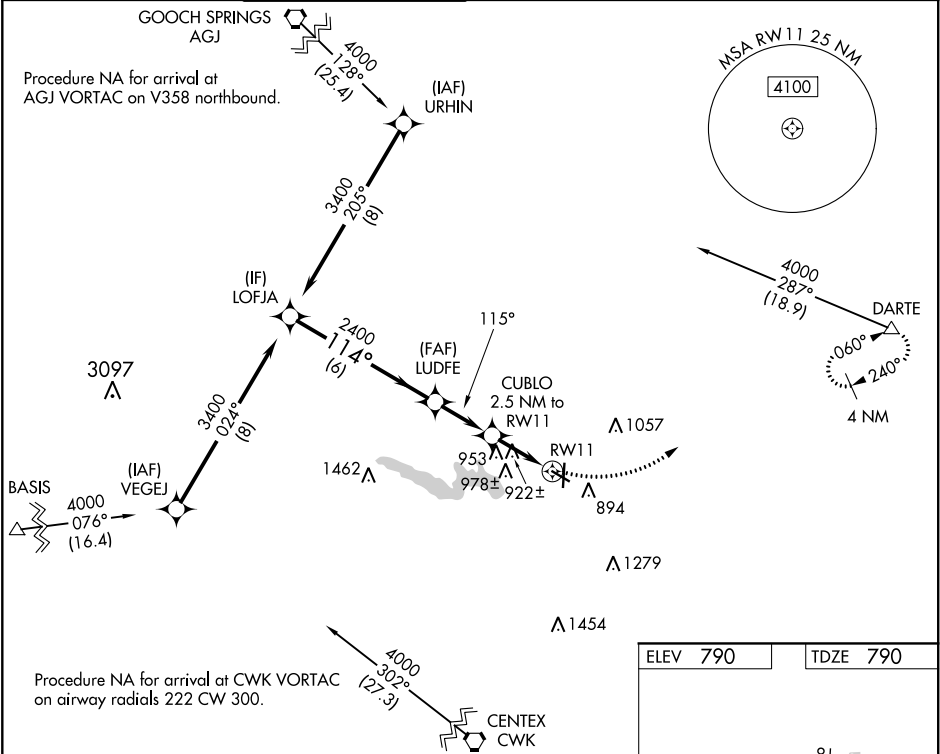 GOOCH SPRINGS
AGJ
4000
128°
(25.4)
Procedure NA for arrival at
AGJ VORTAC on V358 northbound.
(IAF)
URHIN
MSA RW11 25 NM
4100
3400
205°
(8)
(IF)
LOFJA
4000
287°
(18.9)
DARTE
060°
240°
4 NM
2400
114°
(6)
115°
(FAF)
LUDFE
CUBLO
2.5 NM to
RW11
3097
3400
024°
(8)
1057
RW11
953
978±
922±
894
1462
(IAF)
VEGEJ
BASIS
4000
076°
(16.4)
1279
1454
ELEV 790
TDZE 790
Procedure NA for arrival at CWK VORTAC
on airway radials 222 CW 300.
4000
302°
(27.3)
CENTEX
CWK